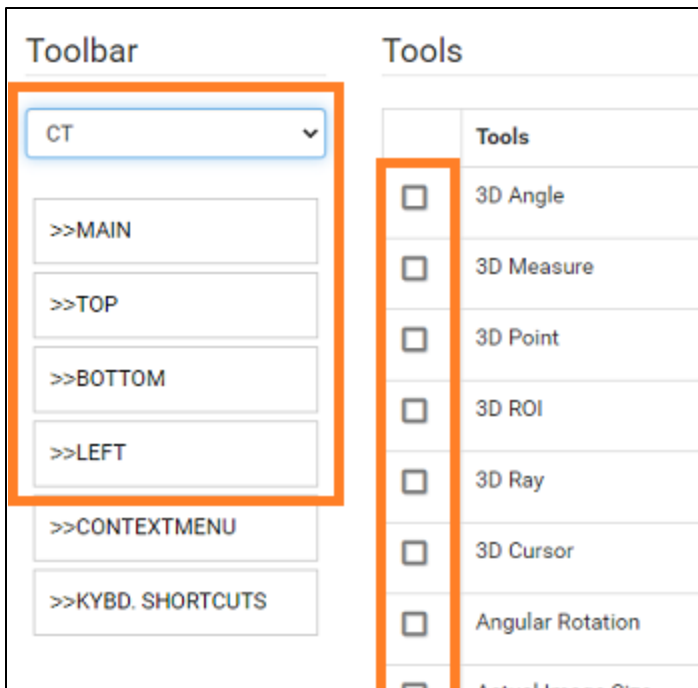 Toolbar
CT
>>MAIN
>>TOP
>>BOTTOM
>>LEFT
>>CONTEXTMENU
>>KYBD. SHORTCUTS
Tools
Tools
3D Angle
3D Measure
3D Point
3D ROI
3D Ray
3D Cursor
Angular Rotation